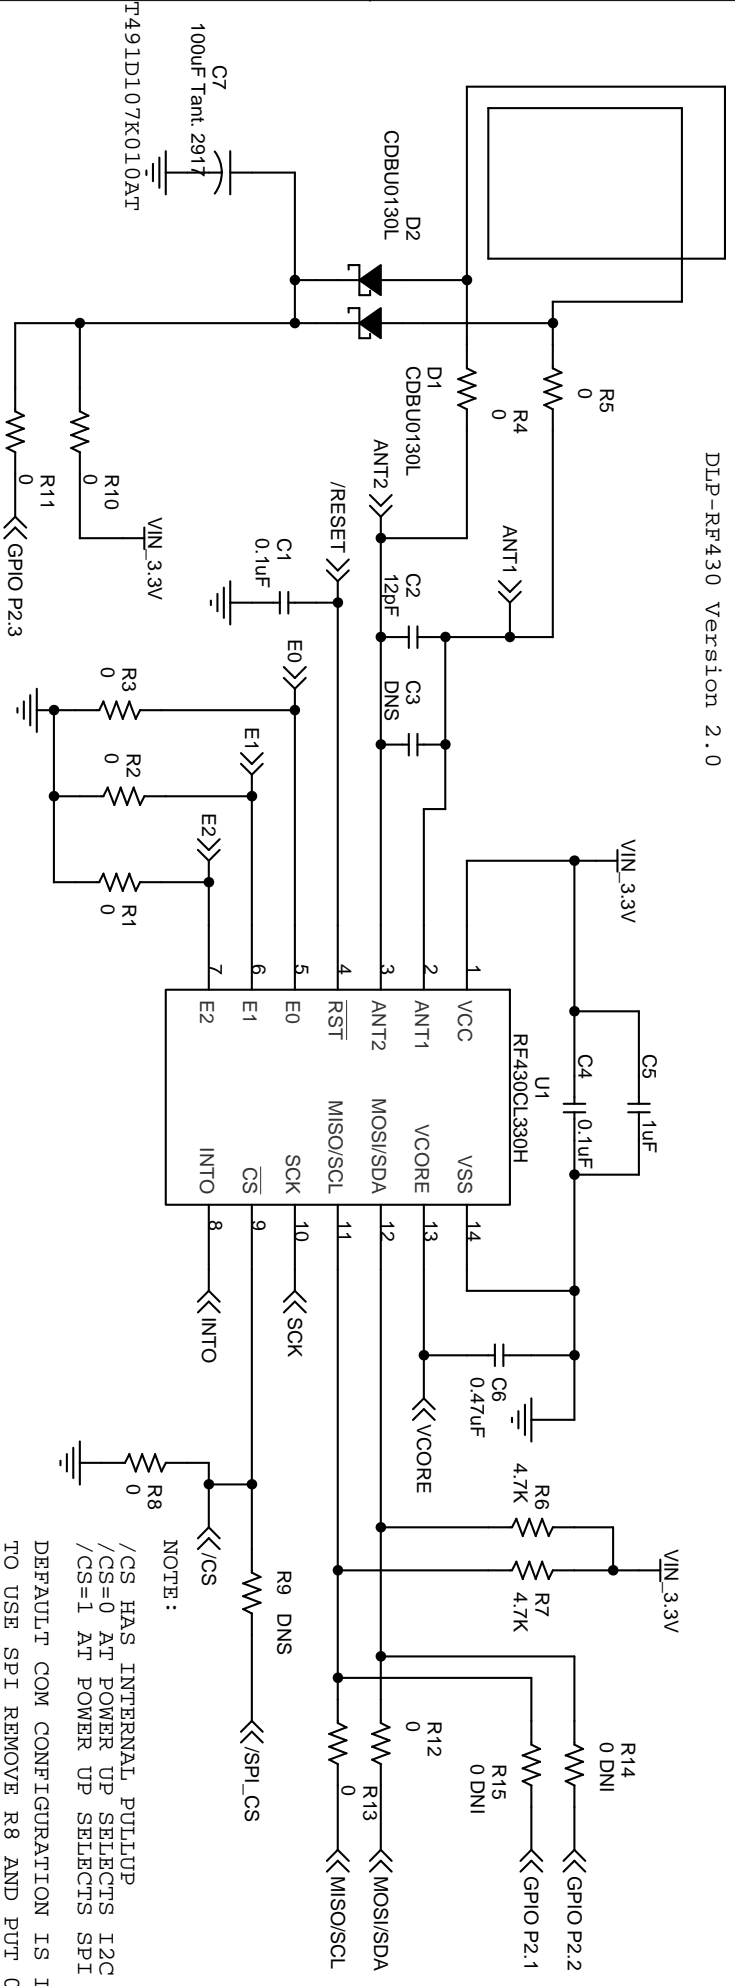 DLP-RF430 Version 2.0
T491D107K010AT
C7
100uF Tant. 2917
D2
CDBU0130L
D1
CDBU0130L
R5
0
R4
0
R10
0
R11
0
VIN_3.3V
GPIO P2.3
ANT2
ANT1
/RESET
C1
0.1uF
C2
12pF
C3
DNS
E0
E1
E2
R3
0
R2
0
R1
0
VIN_3.3V
C5
1uF
C4
0.1uF
U1
RF430CL330H
1
VCC
2
ANT1
3
ANT2
4
RST
5
E0
6
E1
7
E2
VSS
14
VCORE
13
MOSI/SDA
12
MISO/SCL
11
SCK
10
CS
9
INTO
8
INTO
SCK
VCORE
C6
0.47uF
R6
4.7K
R7
4.7K
VIN_3.3V
R8
0
/CS
R9 DNS
/SPI_CS
R12
0
R13
0
R14
0 DNI
R15
0 DNI
GPIO P2.2
GPIO P2.1
MOSI/SDA
MISO/SCL
NOTE:
/CS HAS INTERNAL PULLUP
/CS=0 AT POWER UP SELECTS I2C
/CS=1 AT POWER UP SELECTS SPI
DEFAULT COM CONFIGURATION IS
TO USE SPI REMOVE R8 AND PUT